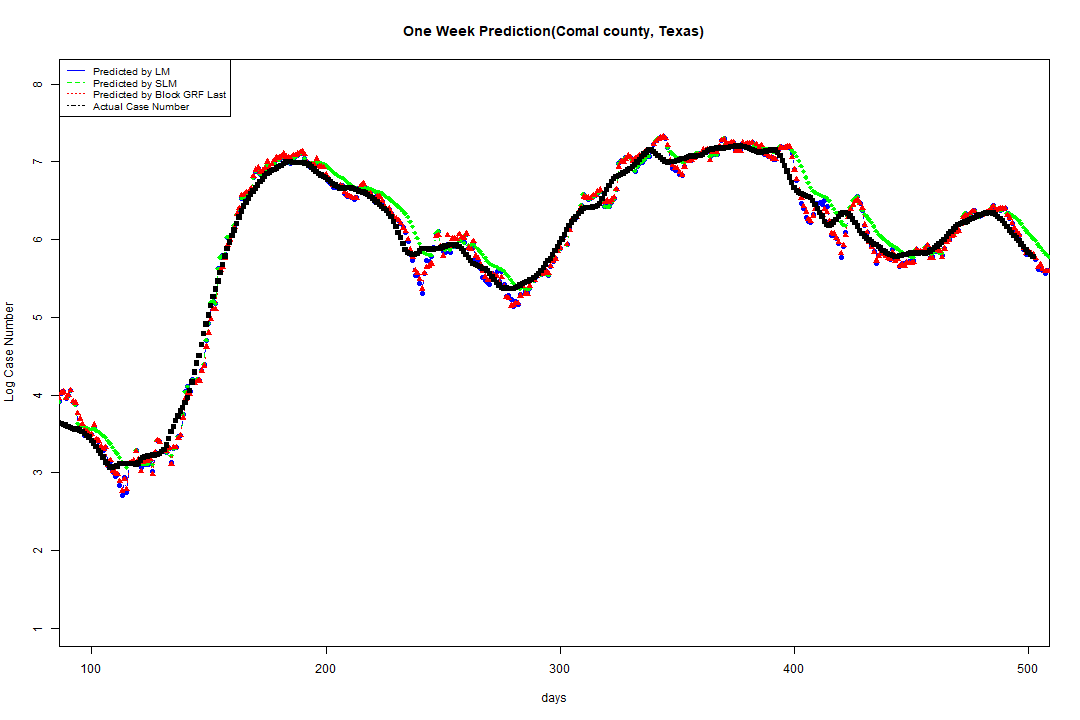 One Week Prediction(Comal county, Texas)
Predicted by LM
Predicted by SLM
Predicted by Block GRF Last
Actual Case Number
8
7
6
5
4
3
2
1
Log Case Number
100 200 300 400 500
days